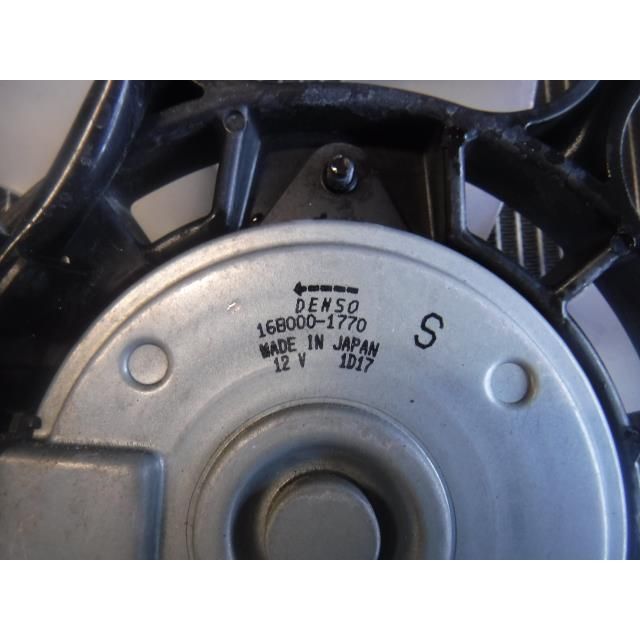 DENSO
168000-1770
MADE IN JAPAN
12 V 1D17
S